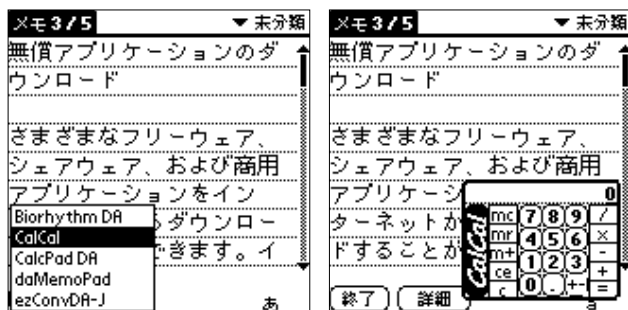 メモ 3/5
▼ 未分類
無償アプリケーションのダ
ウンロード
さまざまなフリーウェア、
シェアウェア、および商用
アプリケーションをイン
るダウンロー
できます。イ
Biorhythm DA
CalCal
CalcPad DA
daMemoPad
ezConvDA-J
あ
メモ 3/5
▼ 未分類
無償アプリケーションのダ
ウンロード
さまざまなフリーウェア、
シェアウェア、および商用
アプリケーシ
ターネットか
ドすることが
CalCal
0
mc 7 8 9 /
mr 4 5 6 ×
m+ 1 2 3 -
ce 0 . +- +
c =
終了 詳細